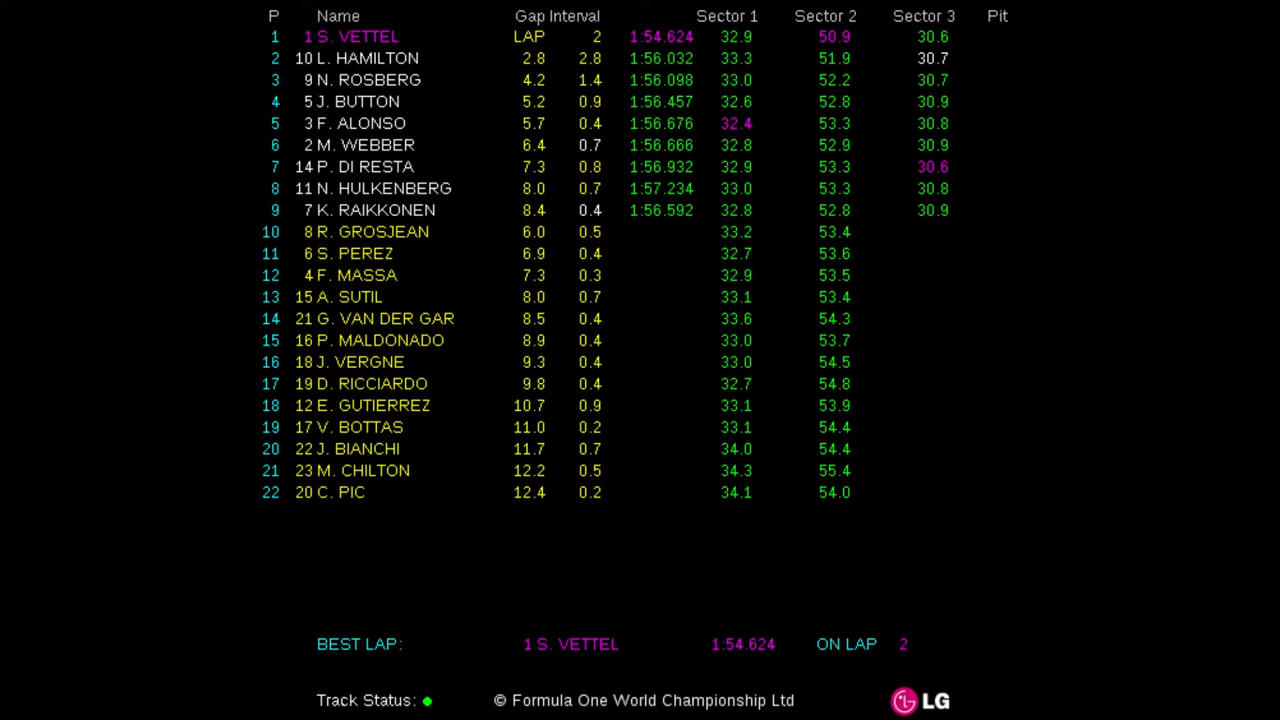 P Name Gap Interval Sector 1 Sector 2 Sector 3 Pit
1 1 S. VETTEL LAP 2 1:54.624 32.9 50.9 30.6
2 10 L. HAMILTON 2.8 2.8 1:56.032 33.3 51.9 30.7
3 9 N. ROSBERG 4.2 1.4 1:56.098 33.0 52.2 30.7
4 5 J. BUTTON 5.2 0.9 1:56.457 32.6 52.8 30.9
5 3 F. ALONSO 5.7 0.4 1:56.676 32.4 53.3 30.8
6 2 M. WEBBER 6.4 0.7 1:56.666 32.8 52.9 30.9
7 14 P. DI RESTA 7.3 0.8 1:56.932 32.9 53.3 30.6
8 11 N. HULKENBERG 8.0 0.7 1:57.234 33.0 53.3 30.8
9 7 K. RAIKKONEN 8.4 0.4 1:56.592 32.8 52.8 30.9
10 8 R. GROSJEAN 6.0 0.5 33.2 53.4
11 6 S. PEREZ 6.9 0.4 32.7 53.6
12 4 F. MASSA 7.3 0.3 32.9 53.5
13 15 A. SUTIL 8.0 0.7 33.1 53.4
14 21 G. VAN DER GAR 8.5 0.4 33.6 54.3
15 16 P. MALDONADO 8.9 0.4 33.0 53.7
16 18 J. VERGNE 9.3 0.4 33.0 54.5
17 19 D. RICCIARDO 9.8 0.4 32.7 54.8
18 12 E. GUTIERREZ 10.7 0.9 33.1 53.9
19 17 V. BOTTAS 11.0 0.2 33.1 54.4
20 22 J. BIANCHI 11.7 0.7 34.0 54.4
21 23 M. CHILTON 12.2 0.5 34.3 55.4
22 20 C. PIC 12.4 0.2 34.1 54.0
BEST LAP: 1 S. VETTEL 1:54.624 ON LAP 2
Track Status: © Formula One World Championship Ltd LG